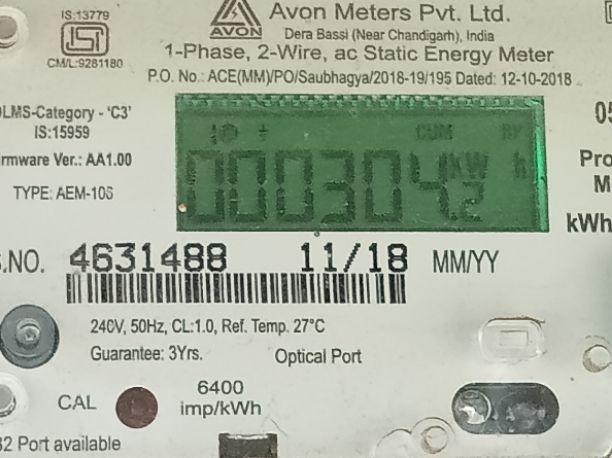 IS:13779
ISI
CM/L:9281180
AVON
Avon Meters Pvt. Ltd.
Dera Bassi (Near Chandigarh), India
1-Phase, 2-Wire, ac Static Energy Meter
P.O. No.: ACE(MM)/PO/Saubhagya/2018-19/195 Dated: 12-10-2018
DLMS-Category - 'C3'
IS:15959
rmware Ver.: AA1.00
TYPE: AEM-106
CUM
000304.2 KW h
05
Pro
M
kWh
.NO. 4631488 11/18 MM/YY
240V, 50Hz, CL:1.0, Ref. Temp. 27°C
Guarantee: 3Yrs.
Optical Port
CAL
6400
imp/kWh
32 Port available